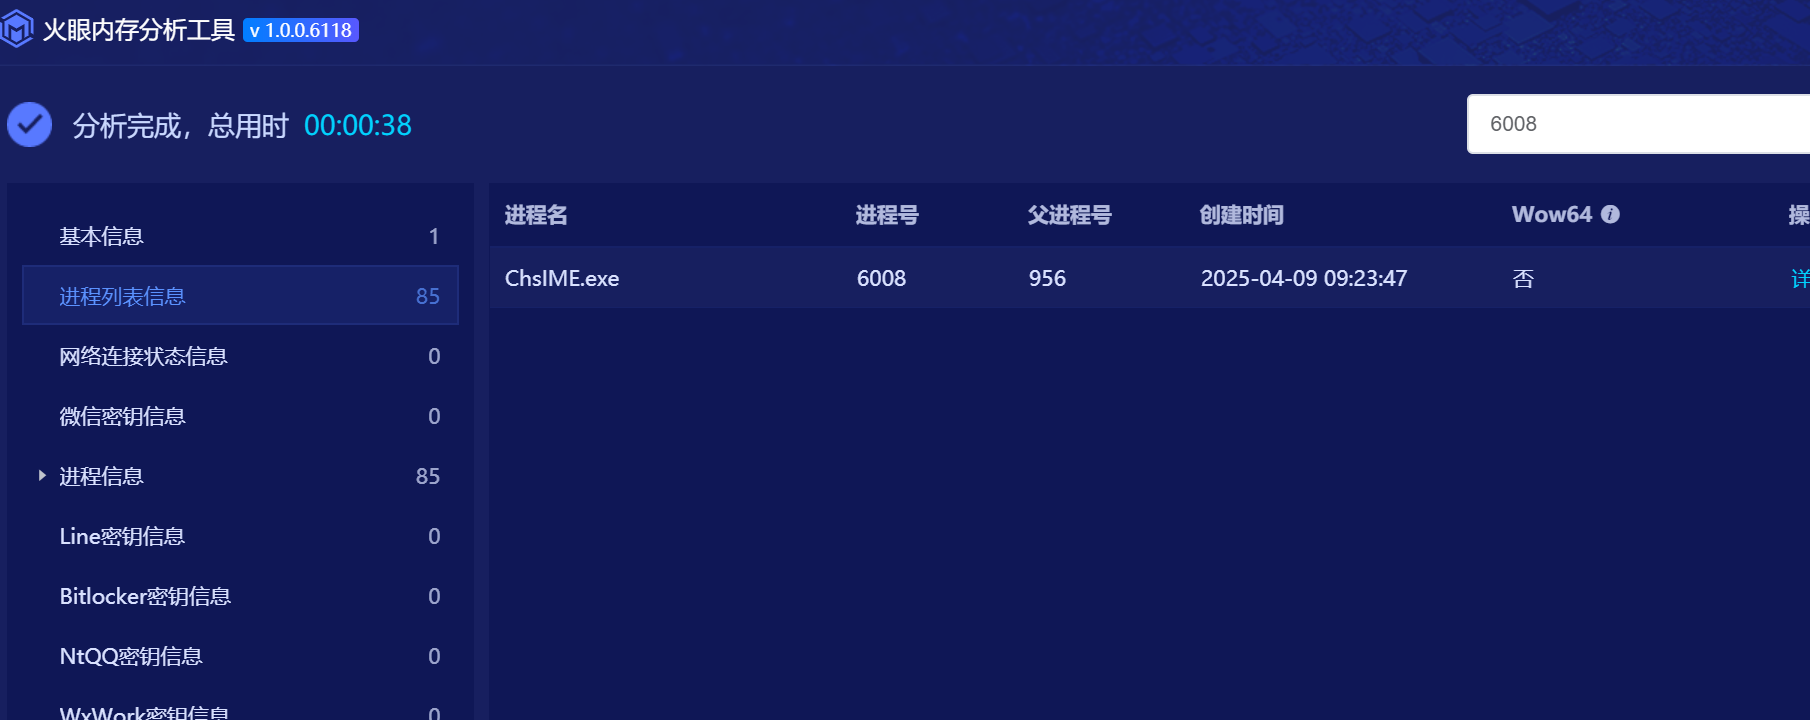 火眼内存分析工具 v 1.0.0.6118
分析完成，总用时 00:00:38
6008
基本信息 1
进程列表信息 85
网络连接状态信息 0
微信密钥信息 0
进程信息 85
Line密钥信息 0
Bitlocker密钥信息 0
NtQQ密钥信息 0
WxWork密钥信息 0
进程名 进程号 父进程号 创建时间 Wow64 操
ChsIME.exe 6008 956 2025-04-09 09:23:47 否 详